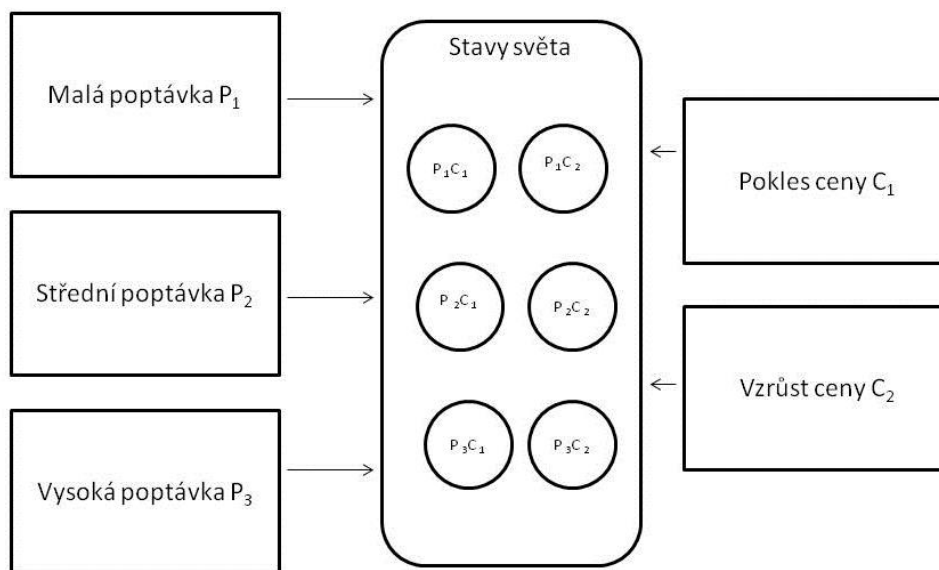 Stavy světa
Malá poptávka P₁
Střední poptávka P₂
Vysoká poptávka P₃
P₁C₁
P₁C₂
P₂C₁
P₂C₂
P₃C₁
P₃C₂
Pokles ceny C₁
Vzrůst ceny C₂